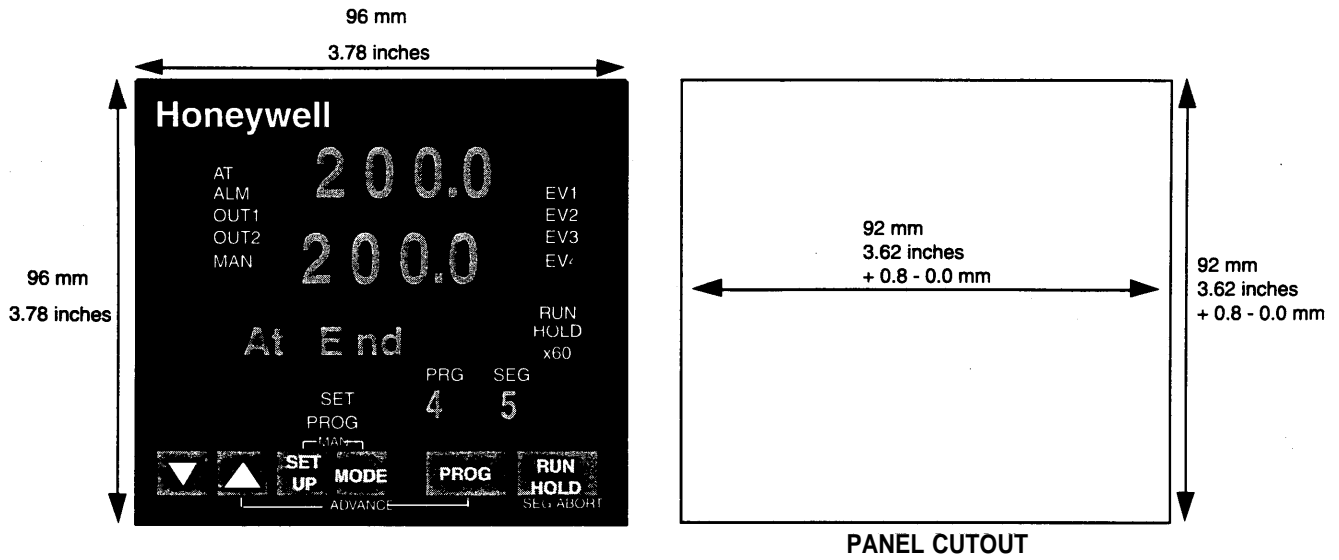 96 mm
3.78 inches
96 mm
3.78 inches
Honeywell
200.0
AT
ALM
OUT1
OUT2
MAN
200.0
EV1
EV2
EV3
EV4
At End
RUN
HOLD
x60
PRG SEG
4 5
SET
PROG
MAN
SET UP
MODE
PROG
RUN HOLD
ADVANCE
SEG ABORT
92 mm
3.62 inches
+ 0.8 - 0.0 mm
92 mm
3.62 inches
+ 0.8 - 0.0 mm
PANEL CUTOUT